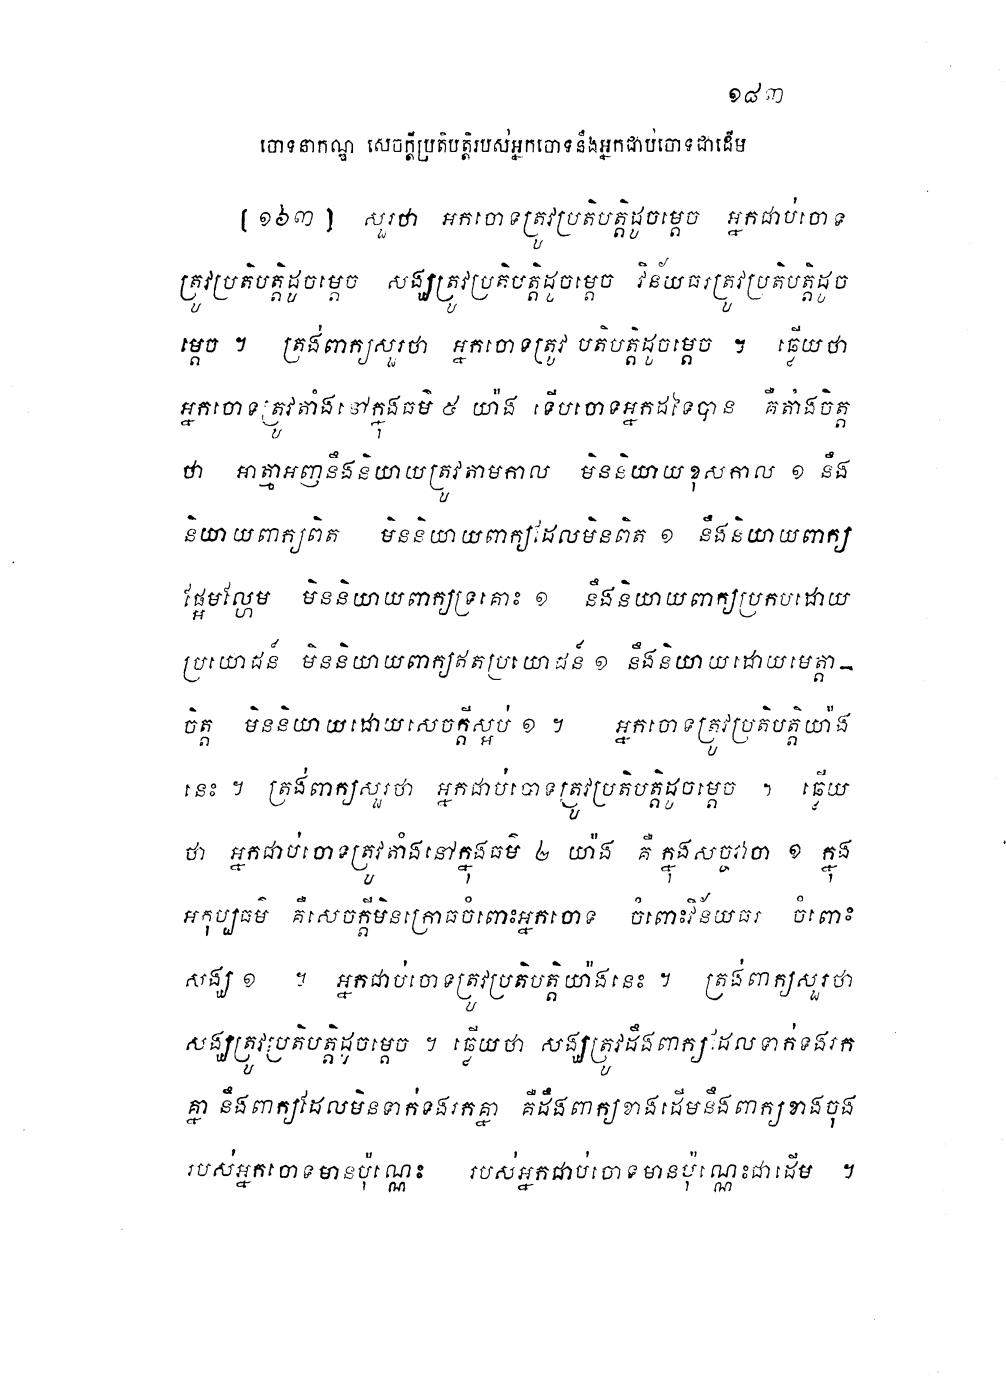 ១៨៣
ចោទនាកណ្ឌ សេចក្តីប្រតិបត្តិរបស់អ្នកចោទនឹងអ្នកជាប់ចោទជាដើម
[១៦៣] សួរថា អកចោទត្រូវប្រតិបត្តិដូចម្តេច អ្នកជាប់ចោទ
ត្រូវប្រតិបត្តិដូចម្តេច សង្ឃត្រូវប្រតិបត្តិដូចម្តេច វិន័យធរត្រូវប្រតិបត្តិដូច
ម្តេច ។ ត្រង់ពាក្យសួរថា អ្នកចោទត្រូវ បតិបត្តិដូចម្តេច ។ ឆ្លើយថា
អ្នកចោទត្រូវតាំងនៅក្នុងធម៌ ៥ យ៉ាង ទើបចោទអ្នកដទៃបាន គឺតាំងចិត្ត
ថា អាត្មាអញនឹងនិយាយត្រូវតាមកាល មិននិយាយខុសកាល ១ នឹង
និយាយពាក្យពិត មិននិយាយពាក្យដែលមិនពិត ១ នឹងនិយាយពាក្យ
ផ្អែមល្ហែម មិននិយាយពាក្យទ្រគោះ ១ នឹងនិយាយពាក្យប្រកបដោយ
ប្រយោជន៍ មិននិយាយពាក្យឥតប្រយោជន៍ ១ នឹងនិយាយដោយមេត្តា-
ចិត្ត មិននិយាយដោយសេចក្តីស្អប់ ១ ។ អ្នកចោទត្រូវប្រតិបត្តិយ៉ាង
នេះ ។ ត្រង់ពាក្យសួរថា អ្នកជាប់ចោទត្រូវប្រតិបត្តិដូចម្តេច ។ ឆ្លើយ
ថា អ្នកជាប់ចោទត្រូវតាំងនៅក្នុងធម៌ ២ យ៉ាង គឺ ក្នុងសច្ចវាចា ១ ក្នុង
អកុប្បធម៌ គឺសេចក្តីមិនក្រោធចំពោះអ្នកចោទ ចំពោះវិន័យធរ ចំពោះ
សង្ឃ ១ ។ អ្នកជាប់ចោទត្រូវប្រតិបត្តិយ៉ាងនេះ ។ ត្រង់ពាក្យសួរថា
សង្ឃត្រូវប្រតិបត្តិដូចម្តេច ។ ឆ្លើយថា សង្ឃត្រូវដឹងពាក្យដែលទាក់ទងរក
គ្នា នឹងពាក្យដែលមិនទាក់ទងរកគ្នា គឺដឹងពាក្យខាងដើមនឹងពាក្យខាងចុង
របស់អ្នកចោទមានប៉ុណ្ណេះ របស់អ្នកជាប់ចោទមានប៉ុណ្ណេះជាដើម ។